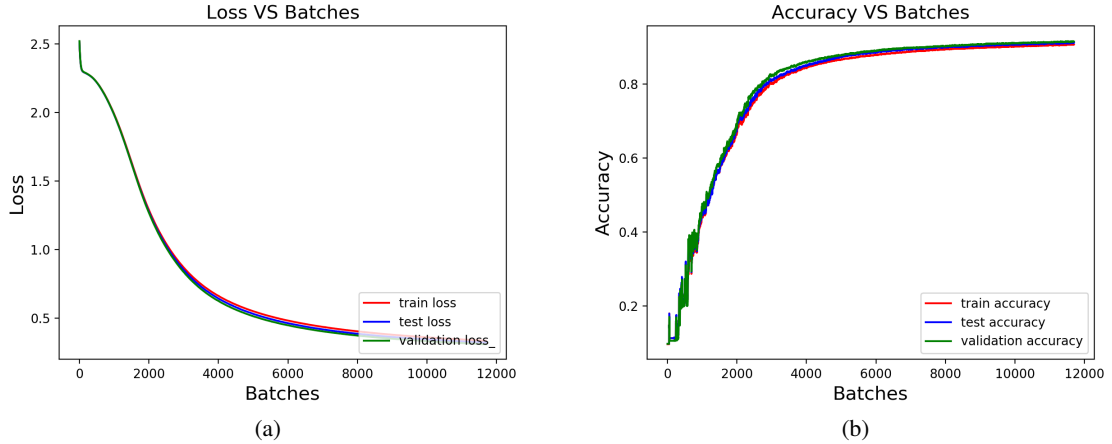 Loss VS Batches
2.5
2.0
1.5
1.0
0.5
Loss
0 2000 4000 6000 8000 10000 12000
Batches
train loss
test loss
validation loss_
(a)
Accuracy VS Batches
0.8
0.6
0.4
0.2
Accuracy
0 2000 4000 6000 8000 10000 12000
Batches
train accuracy
test accuracy
validation accuracy
(b)